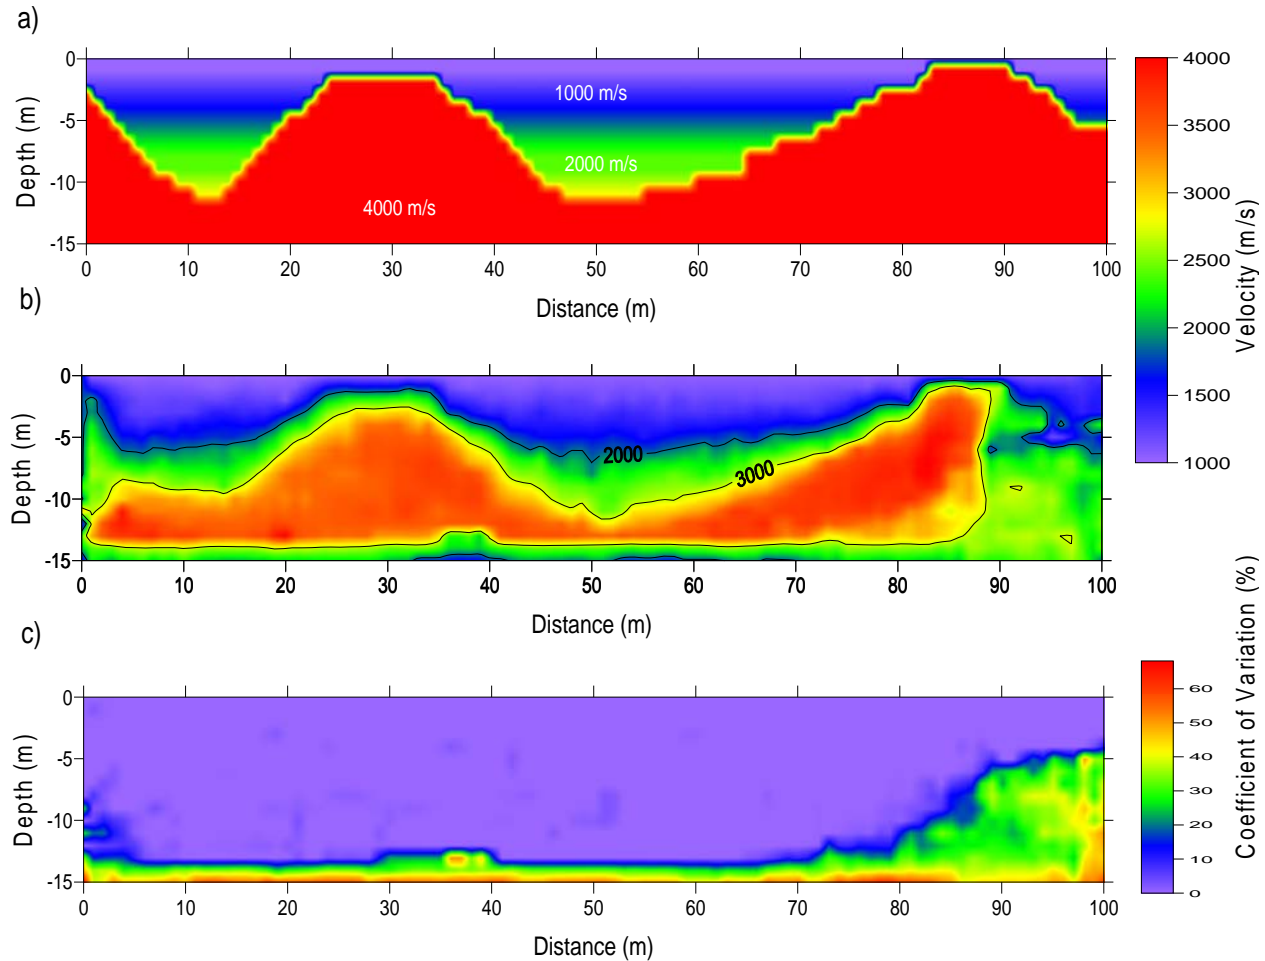 a)
0
-5
-10
-15
Depth (m)
1000 m/s
2000 m/s
4000 m/s
0 10 20 30 40 50 60 70 80 90 100
Distance (m)
4000
3500
3000
2500
2000
1500
1000
Velocity (m/s)
b)
0
-5
-10
-15
Depth (m)
2000
3000
0 10 20 30 40 50 60 70 80 90 100
Distance (m)
c)
0
-5
-10
-15
Depth (m)
0 10 20 30 40 50 60 70 80 90 100
Distance (m)
60
50
40
30
20
10
0
Coefficient of Variation (%)